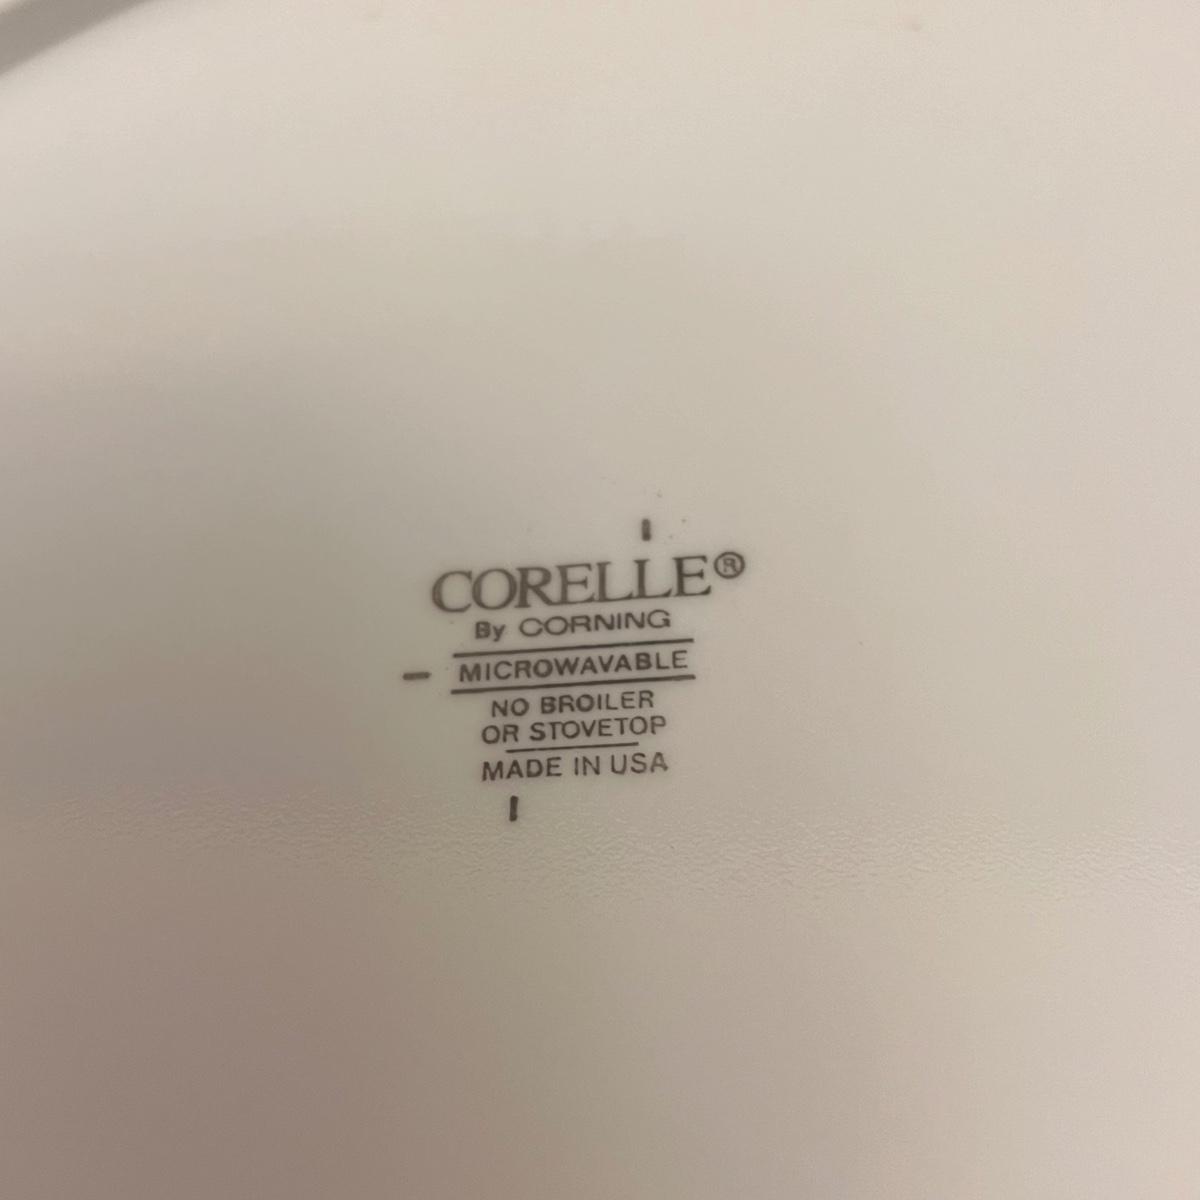 CORELLE®
By CORNING
MICROWAVABLE
NO BROILER
OR STOVETOP
MADE IN USA